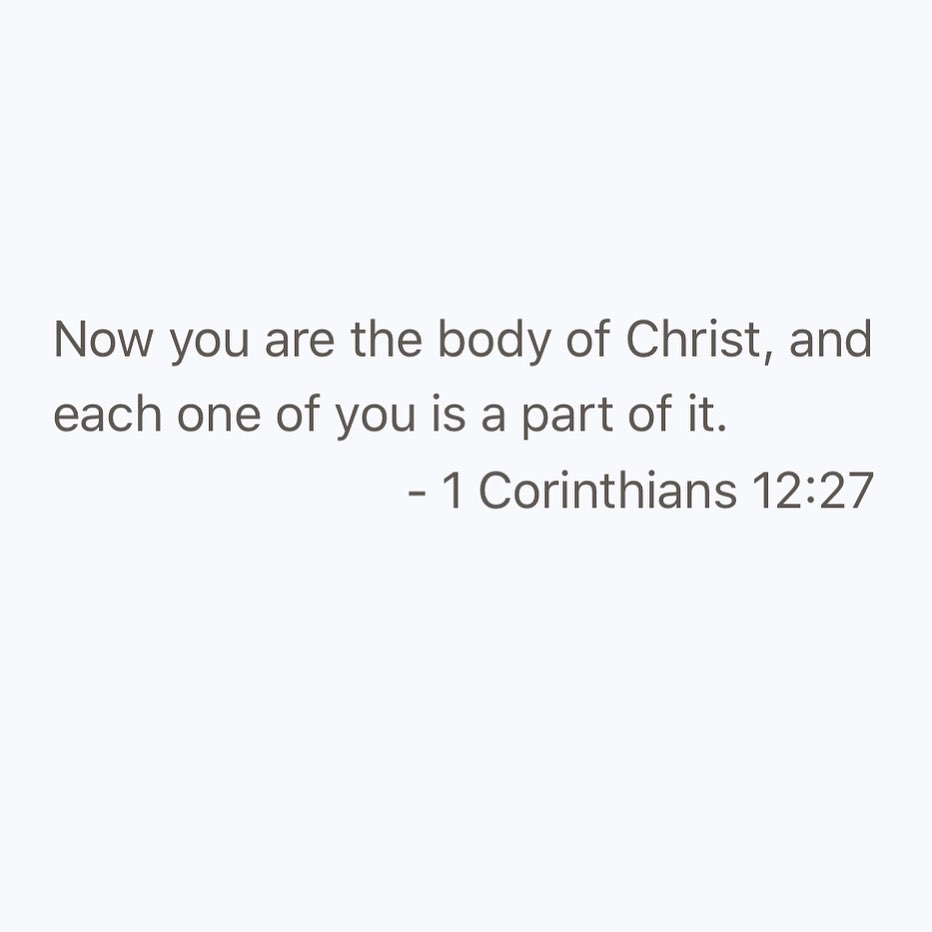 Now you are the body of Christ, and
each one of you is a part of it.
- 1 Corinthians 12:27